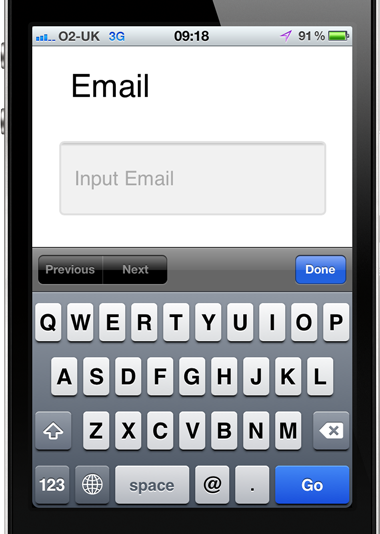 O2-UK 3G 09:18 91%
Email
Input Email
Previous Next Done
Q W E R T Y U I O P
A S D F G H J K L
Z X C V B N M
123 space @ . Go